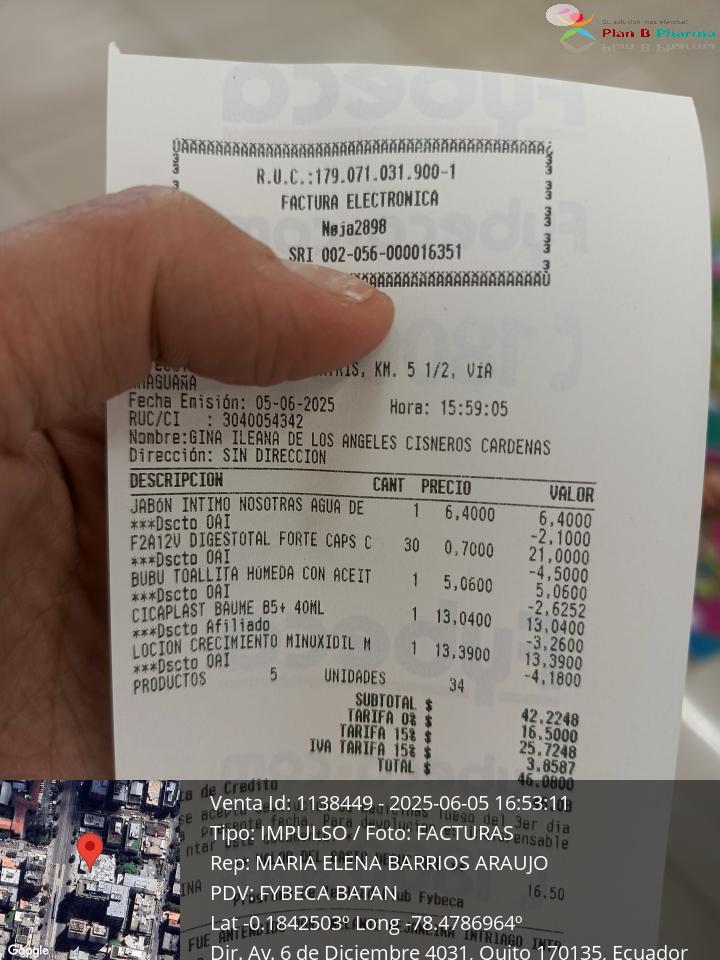 Su solucion mas efectiva!
Plan B Pharma
R.U.C.:179.071.031.900-1
FACTURA ELECTRONICA
Nøja2898
SRI 002-056-000016351
KM. 5 1/2, VÍA
Fecha Emisión: 05-06-2025 Hora: 15:59:05
RUC/CI : 3040054342
Nombre:GINA ILEANA DE LOS ANGELES CISNEROS CARDENAS
Dirección: SIN DIRECCION
DESCRIPCION CANT PRECIO VALOR
JABóN INTIMO NOSOTRAS AGUA DE 1 6,4000 6,4000
***Dscto OAI -2,1000
F2A12V DIGESTOTAL FORTE CAPS C 30 0,7000 21,0000
***Dscto OAI -4,5000
BUBU TOALLITA HÚMEDA CON ACEIT 1 5,0600 5,0600
***Dscto OAI -2,6252
CICAPLAST BAUME B5+ 40ML 1 13,0400 13,0400
***Dscto Afiliado -3,2600
LOCION CRECIMIENTO MINOXIDIL M 1 13,3900 13,3900
***Dscto OAI -4,1800
PRODUCTOS 5 UNIDADES 34
SUBTOTAL $ 42.2248
TARIFA 0% $ 16.5000
TARIFA 15% $ 25.7248
IVA TARIFA 15% $ 3.8587
TOTAL $ 46.0800
de Credito
16.50
Fybeca
Venta Id: 1138449 - 2025-06-05 16:53:11
Tipo: IMPULSO / Foto: FACTURAS
Rep: MARIA ELENA BARRIOS ARAUJO
PDV: FYBECA BATAN
Lat -0.1842503º Long -78.4786964º
Dir. Av. 6 de Diciembre 4031, Quito 170135, Ecuador
Google